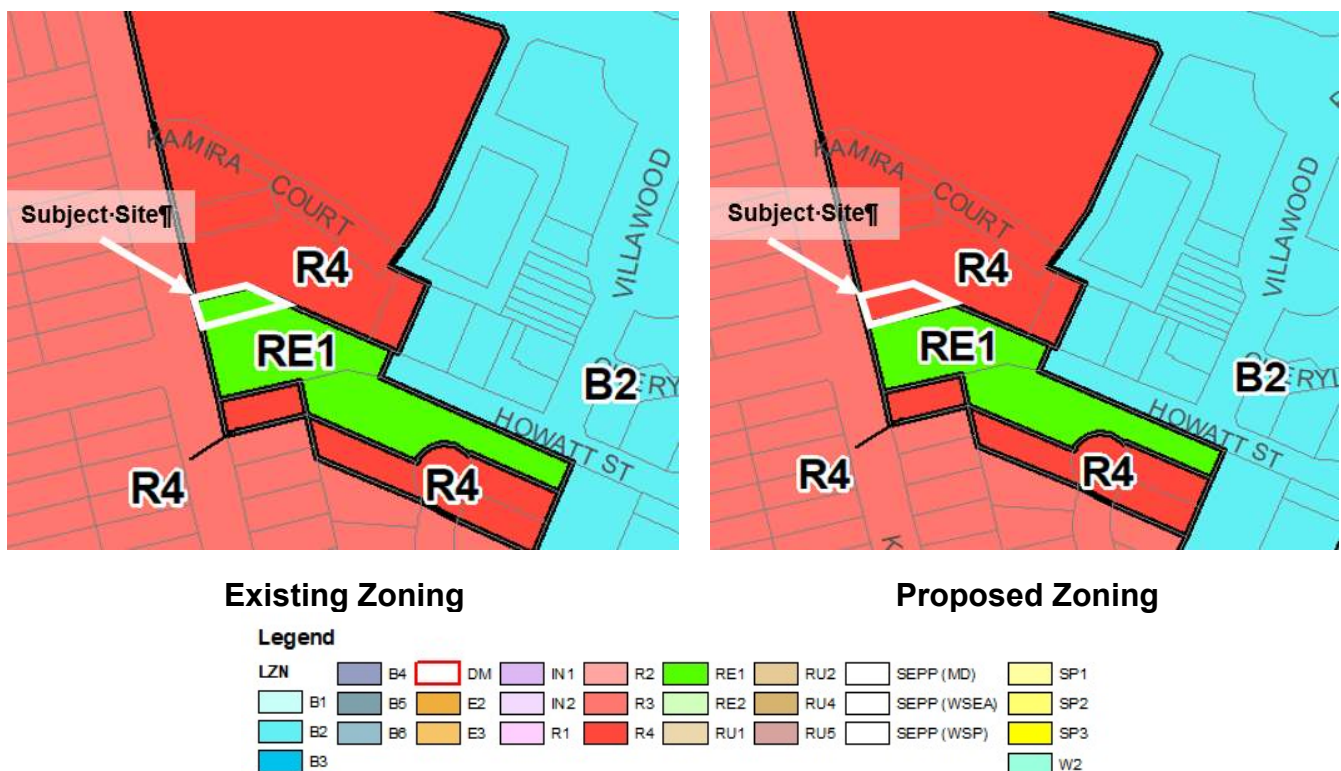 KAMIRA COURT
Subject·Site¶
R4
VILLAWOOD
RE1
B2
HOWATT ST
R4
R4
KAMIRA COURT
Subject·Site¶
R4
VILLAWOOD
RE1
B2
HOWATT ST
R4
R4
K
Existing Zoning
Proposed Zoning
Legend
LZN B4 DM IN1 R2 RE1 RU2 SEPP (MD) SP1
B1 B5 E2 IN2 R3 RE2 RU4 SEPP (WSEA) SP2
B2 B6 E3 R1 R4 RU1 RU5 SEPP (WSP) SP3
B3 W2